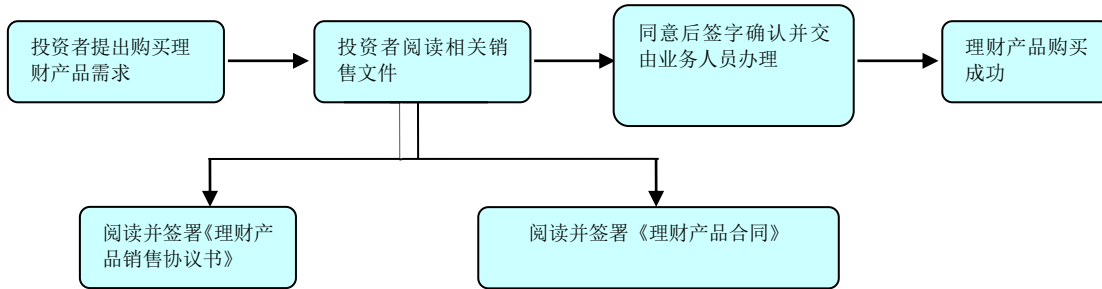 投资者提出购买理
财产品需求
投资者阅读相关销
售文件
同意后签字确认并交
由业务人员办理
理财产品购买
成功
阅读并签署《理财产
品销售协议书》
阅读并签署《理财产品合同》